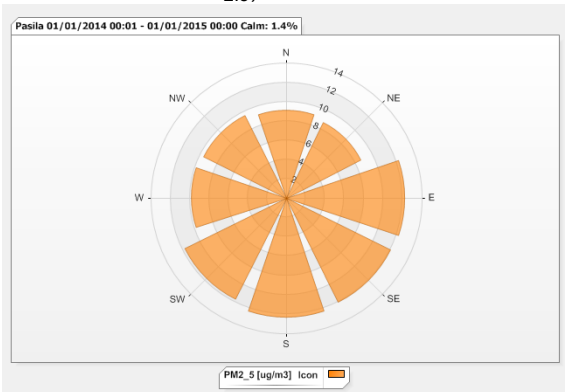 Pasila 01/01/2014 00:01 - 01/01/2015 00:00 Calm: 1.4%
N
14
NW
12
NE
10
8
6
4
2
W
E
SW
SE
S
PM2_5 [ug/m3] Icon